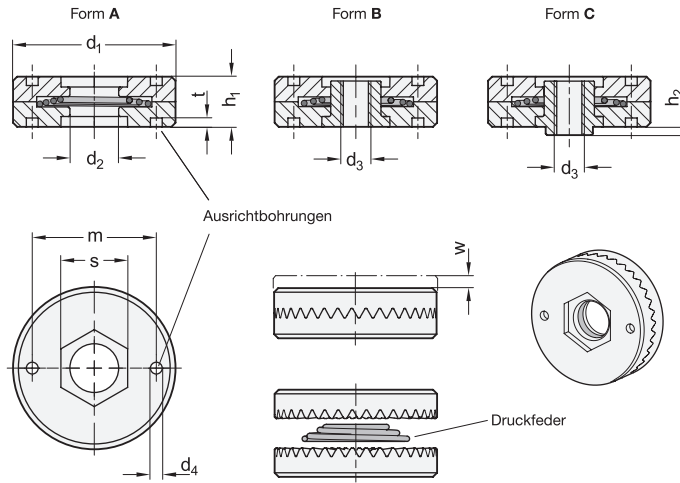 Form A
Form B
Form C
d1
t
h1
d2
d3
d3
h2
Ausrichtbohrungen
m
s
w
d4
Druckfeder